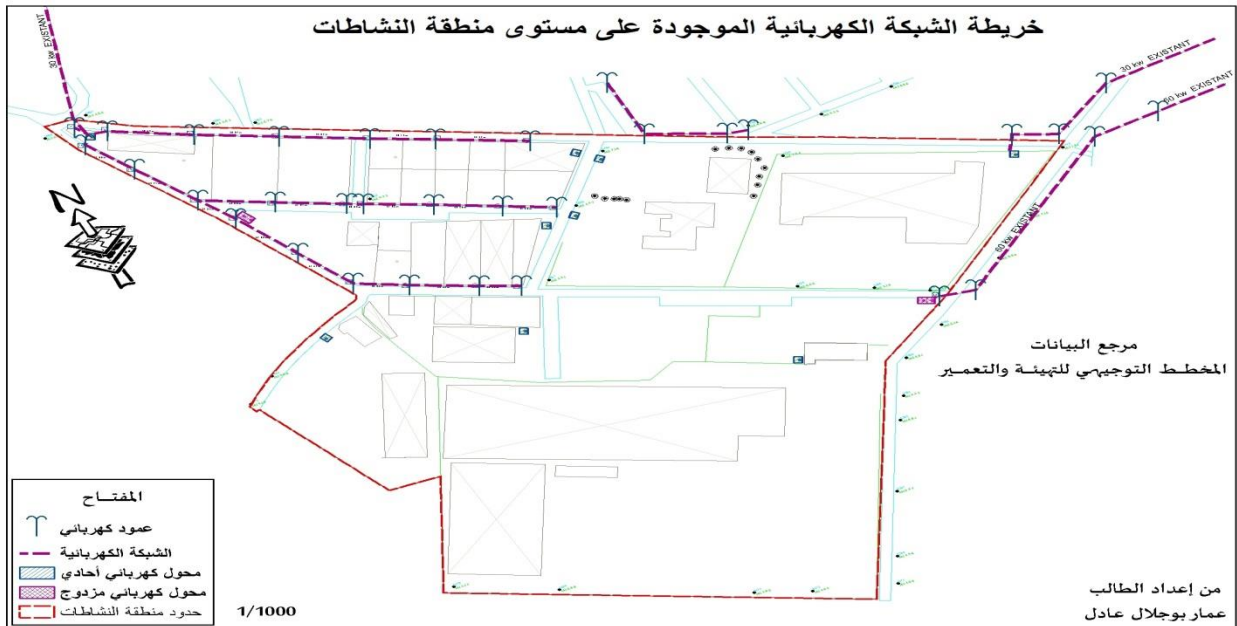 خريطة الشبكة الكهربائية الموجودة على مستوى منطقة النشاطات
30 kw EXISTANT
30 kw EXISTANT
60 kw EXISTANT
60 kw EXISTANT
N
مرجع البيانات
المخطط التوجيهي للتهيئة والتعمير
المفتاح
عمود كهربائي
الشبكة الكهربائية
محول كهربائي أحادي
محول كهربائي مزدوج
حدود منطقة النشاطات
1/1000
من إعداد الطالب
عمار بوجلال عادل